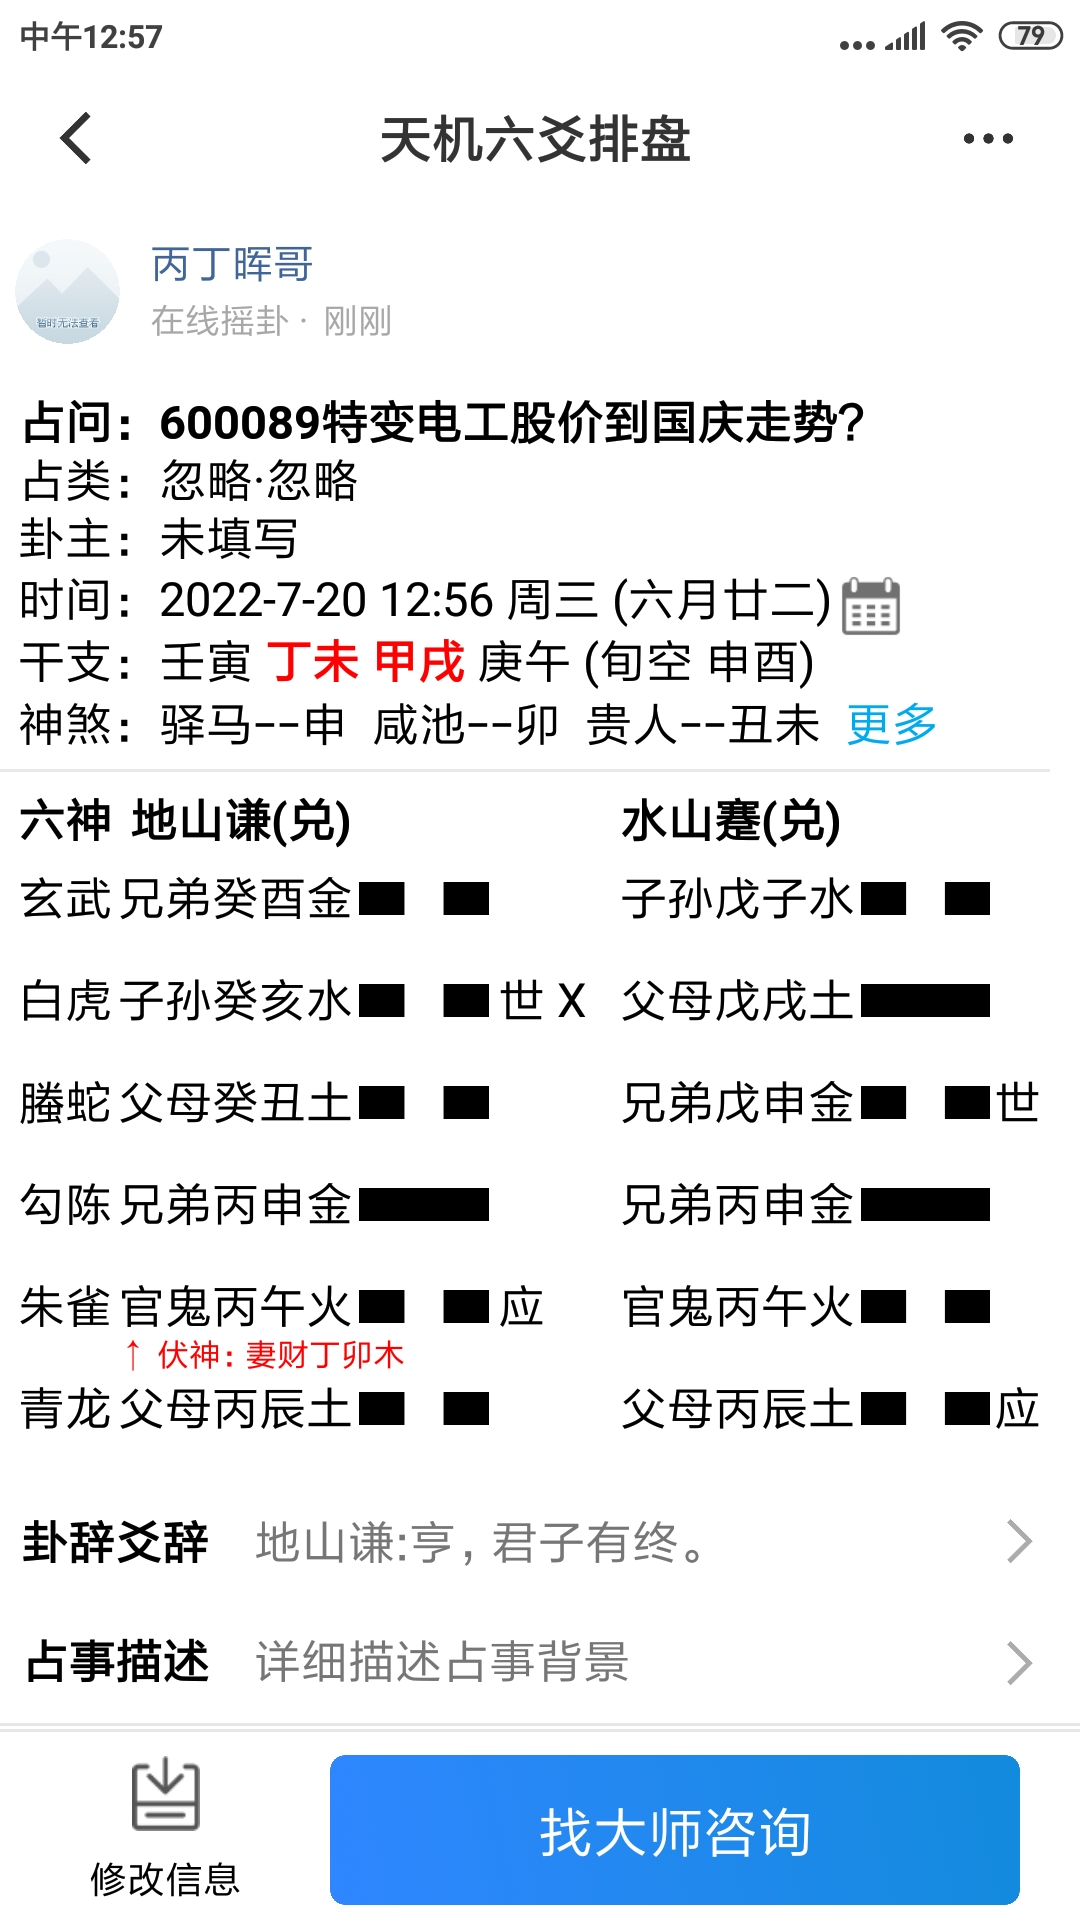 中午12:57
79
天机六爻排盘
丙丁晖哥
暂时无法查看
在线摇卦 · 刚刚
占问：600089特变电工股价到国庆走势？
占类：忽略·忽略
卦主：未填写
时间：2022-7-20 12:56 周三 (六月廿二)
干支：壬寅 丁未 甲戌 庚午 (旬空 申酉)
神煞：驿马--申 咸池--卯 贵人--丑未 更多
六神 地山谦(兑) 水山蹇(兑)
玄武 兄弟癸酉金 子孙戊子水
白虎 子孙癸亥水 世 X 父母戊戌土
螣蛇 父母癸丑土 兄弟戊申金 世
勾陈 兄弟丙申金 兄弟丙申金
朱雀 官鬼丙午火 应 官鬼丙午火
↑ 伏神：妻财丁卯木
青龙 父母丙辰土 父母丙辰土 应
卦辞爻辞 地山谦:亨，君子有终。
占事描述 详细描述占事背景
修改信息
找大师咨询